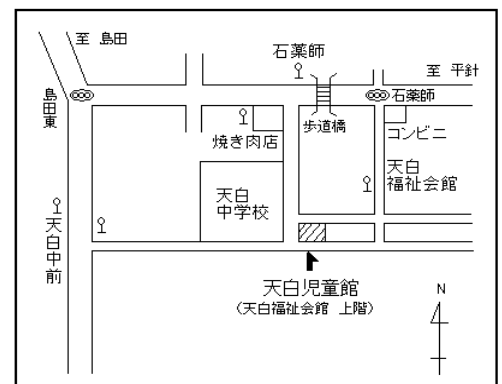 至 島田
石薬師
至 平針
島田東
石薬師
歩道橋
コンビニ
焼き肉店
天白
福祉会館
天白
中学校
天白中前
天白児童館
(天白福祉会館 上階)
N